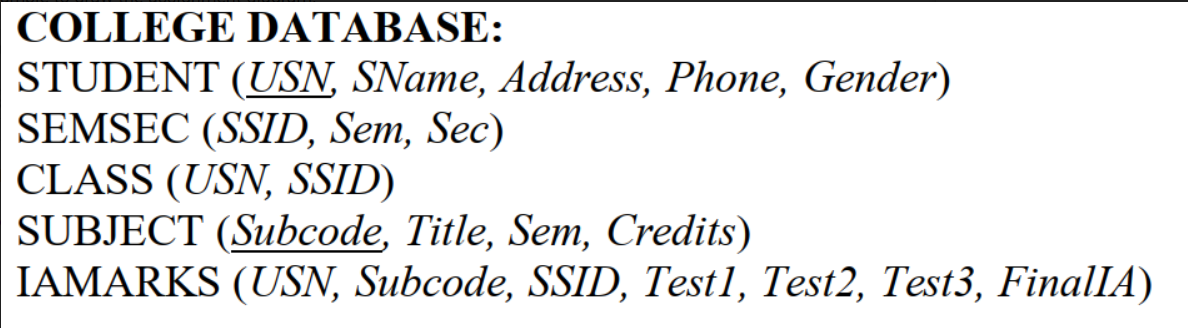 COLLEGE DATABASE:
STUDENT (USN, SName, Address, Phone, Gender)
SEMSEC (SSID, Sem, Sec)
CLASS (USN, SSID)
SUBJECT (Subcode, Title, Sem, Credits)
IAMARKS (USN, Subcode, SSID, Test1, Test2, Test3, FinalIA)